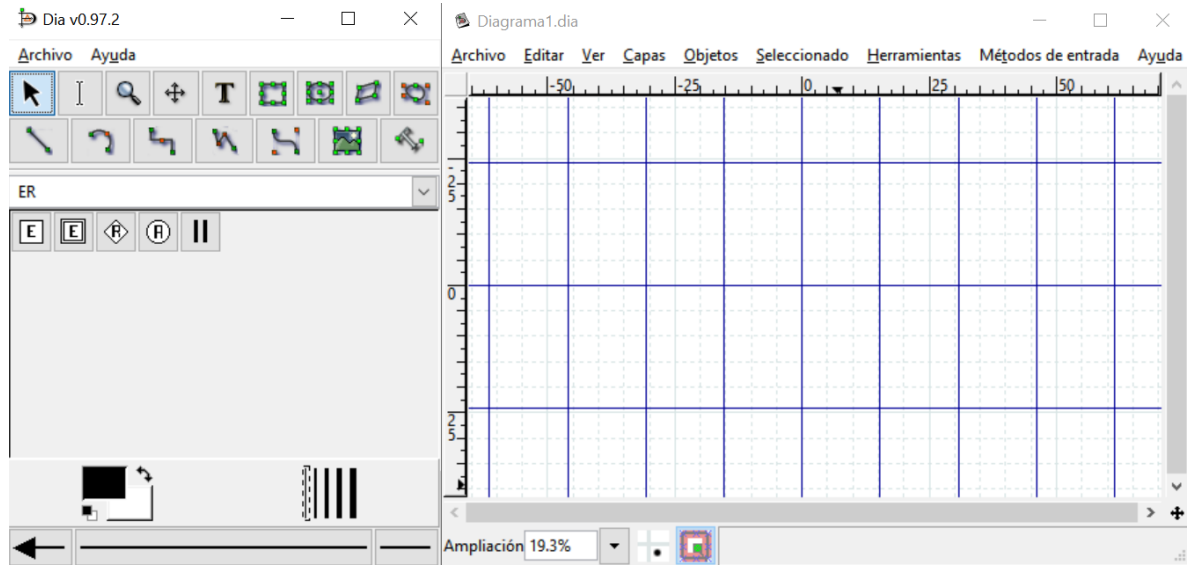 Dia v0.97.2
Archivo Ayuda
T
ER
E E R A
Diagrama1.dia
Archivo Editar Ver Capas Objetos Seleccionado Herramientas Métodos de entrada Ayuda
-50 -25 0 25 50
-25
0
25
Ampliación 19.3%